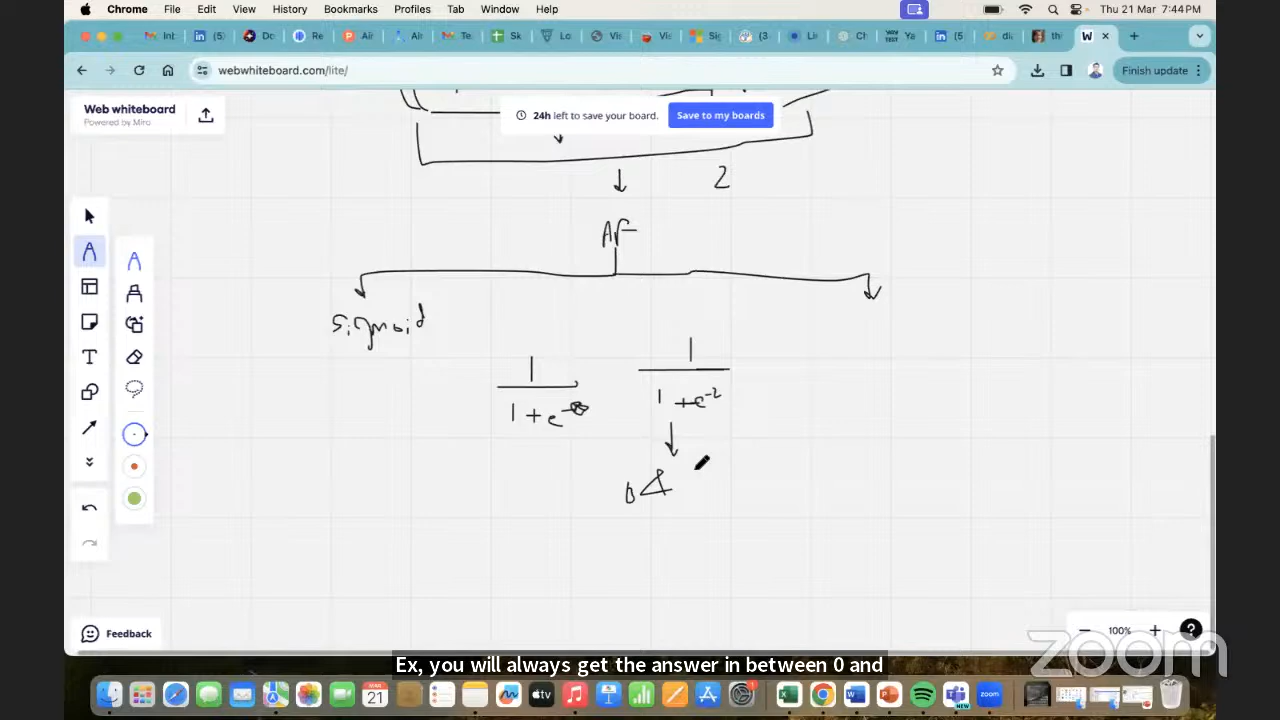 Chrome File Edit View History Bookmarks Profiles Tab Window Help Thu 21 Mar 7:44 PM
webwhiteboard.com/lite/
Finish update
Web whiteboard
Powered by Miro
24h left to save your board.
Save to my boards
2
AF
sigmoid
1
1 + e
1
1 + e-2
0
Feedback
100%
zoom
Ex, you will always get the answer in between 0 and